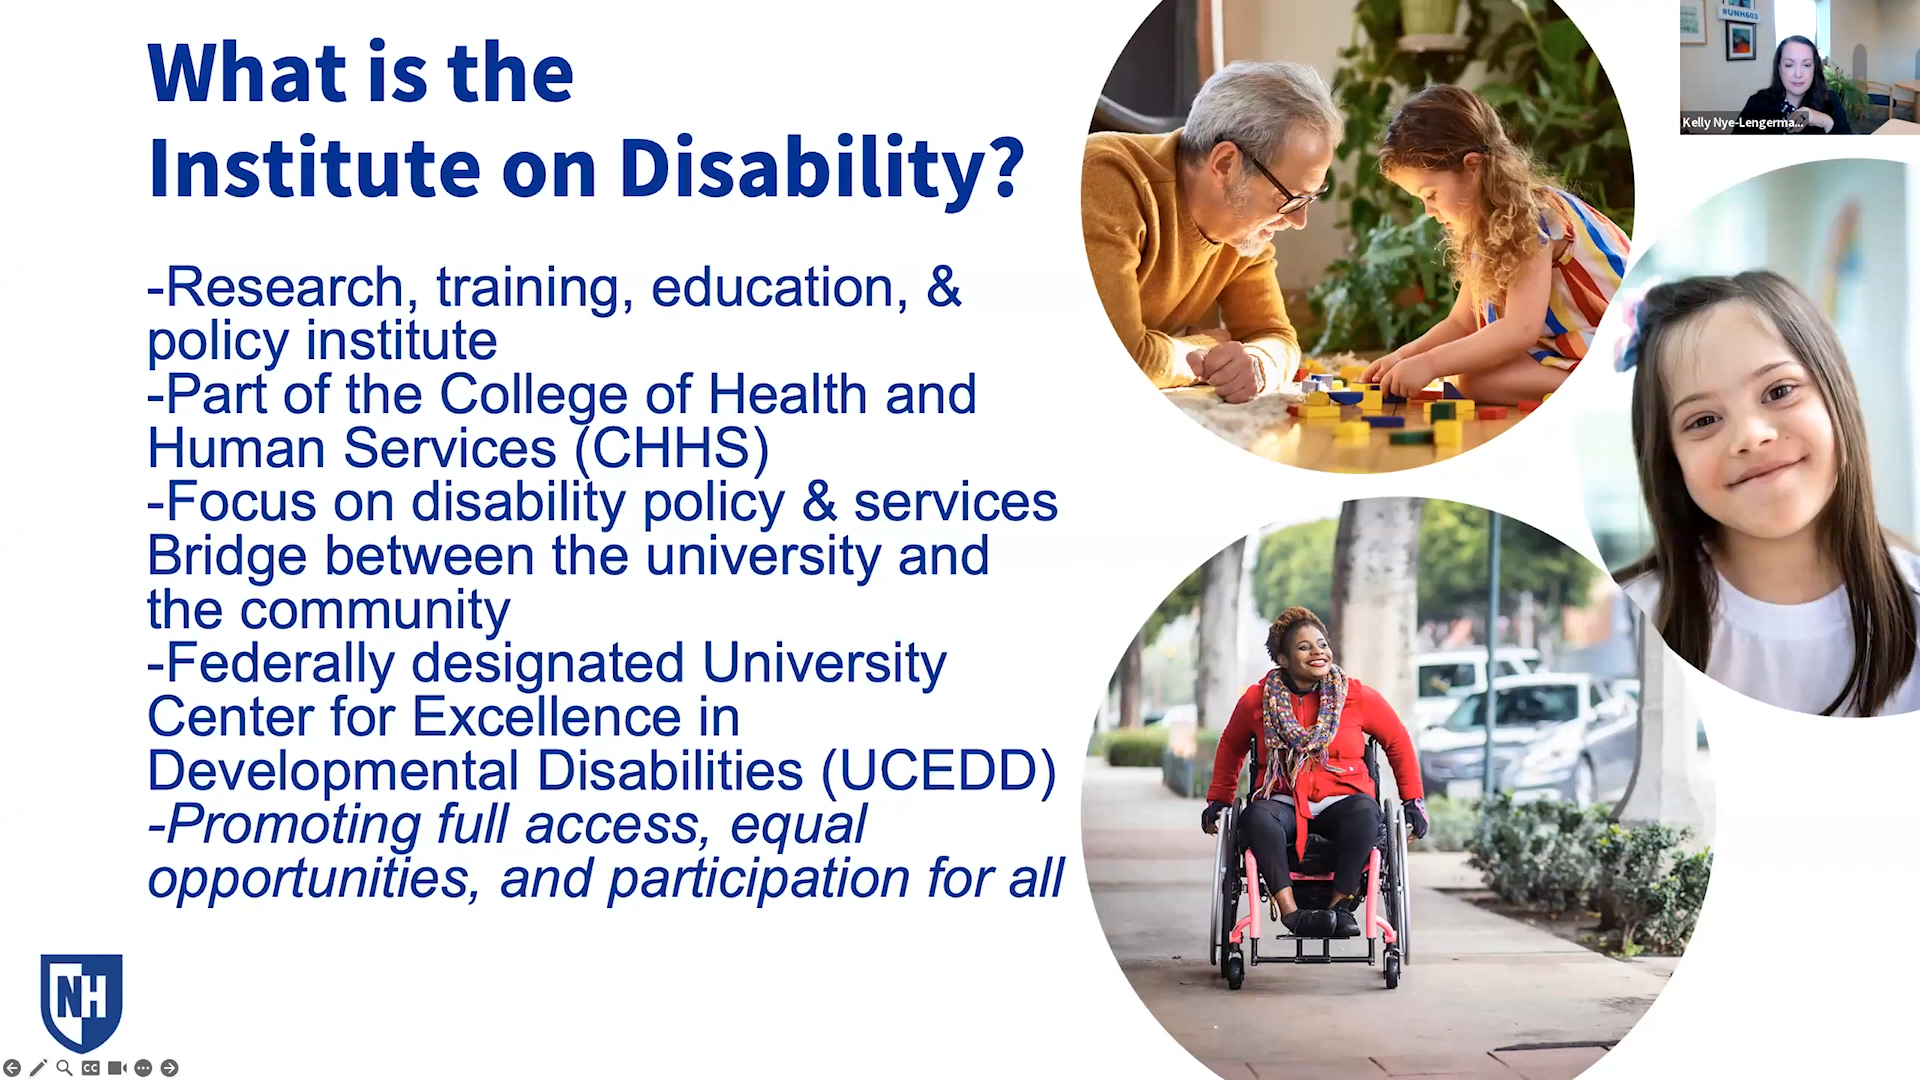 What is the
Institute on Disability?
-Research, training, education, &
policy institute
-Part of the College of Health and
Human Services (CHHS)
-Focus on disability policy & services
Bridge between the university and
the community
-Federally designated University
Center for Excellence in
Developmental Disabilities (UCEDD)
-Promoting full access, equal
opportunities, and participation for all
#UNH603
Kelly Nye-Lengerma...
NH
CC